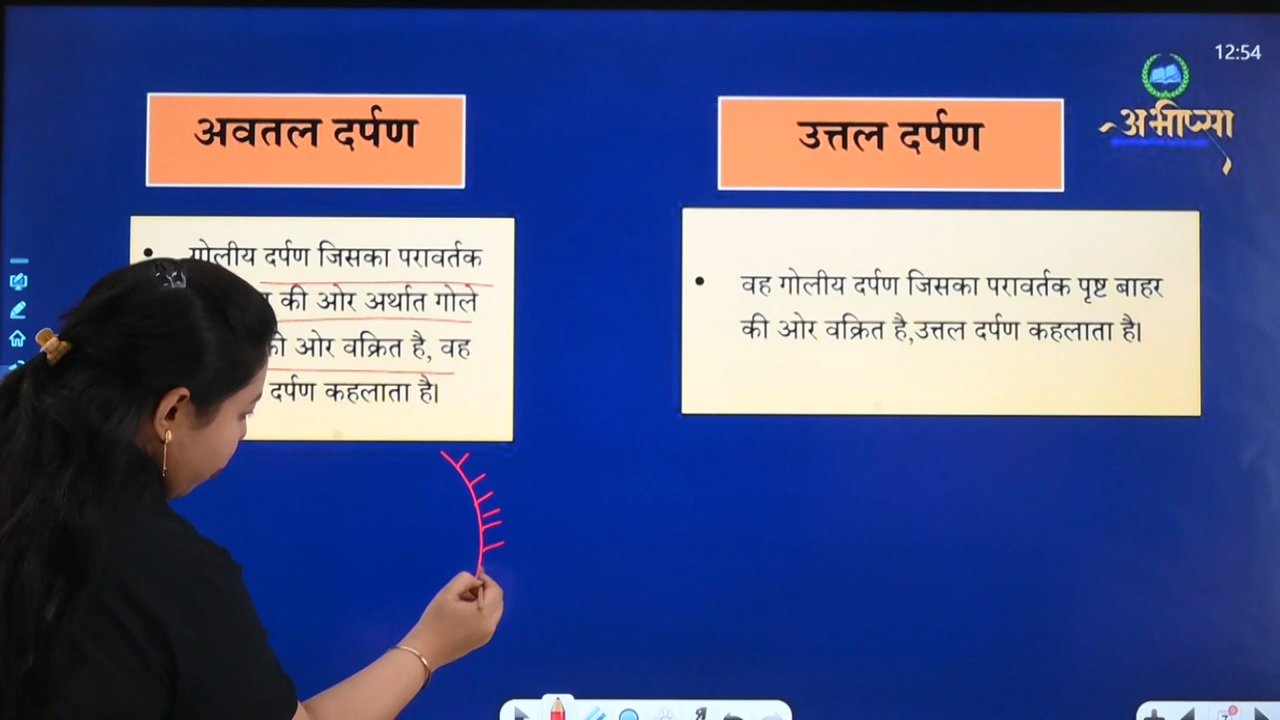 12:54
अभीप्सा
अवतल दर्पण
उत्तल दर्पण
• गोलीय दर्पण जिसका परावर्तक
की ओर अर्थात गोले
की ओर वक्रित है, वह
दर्पण कहलाता है।
• वह गोलीय दर्पण जिसका परावर्तक पृष्ट बाहर
की ओर वक्रित है,उत्तल दर्पण कहलाता है।